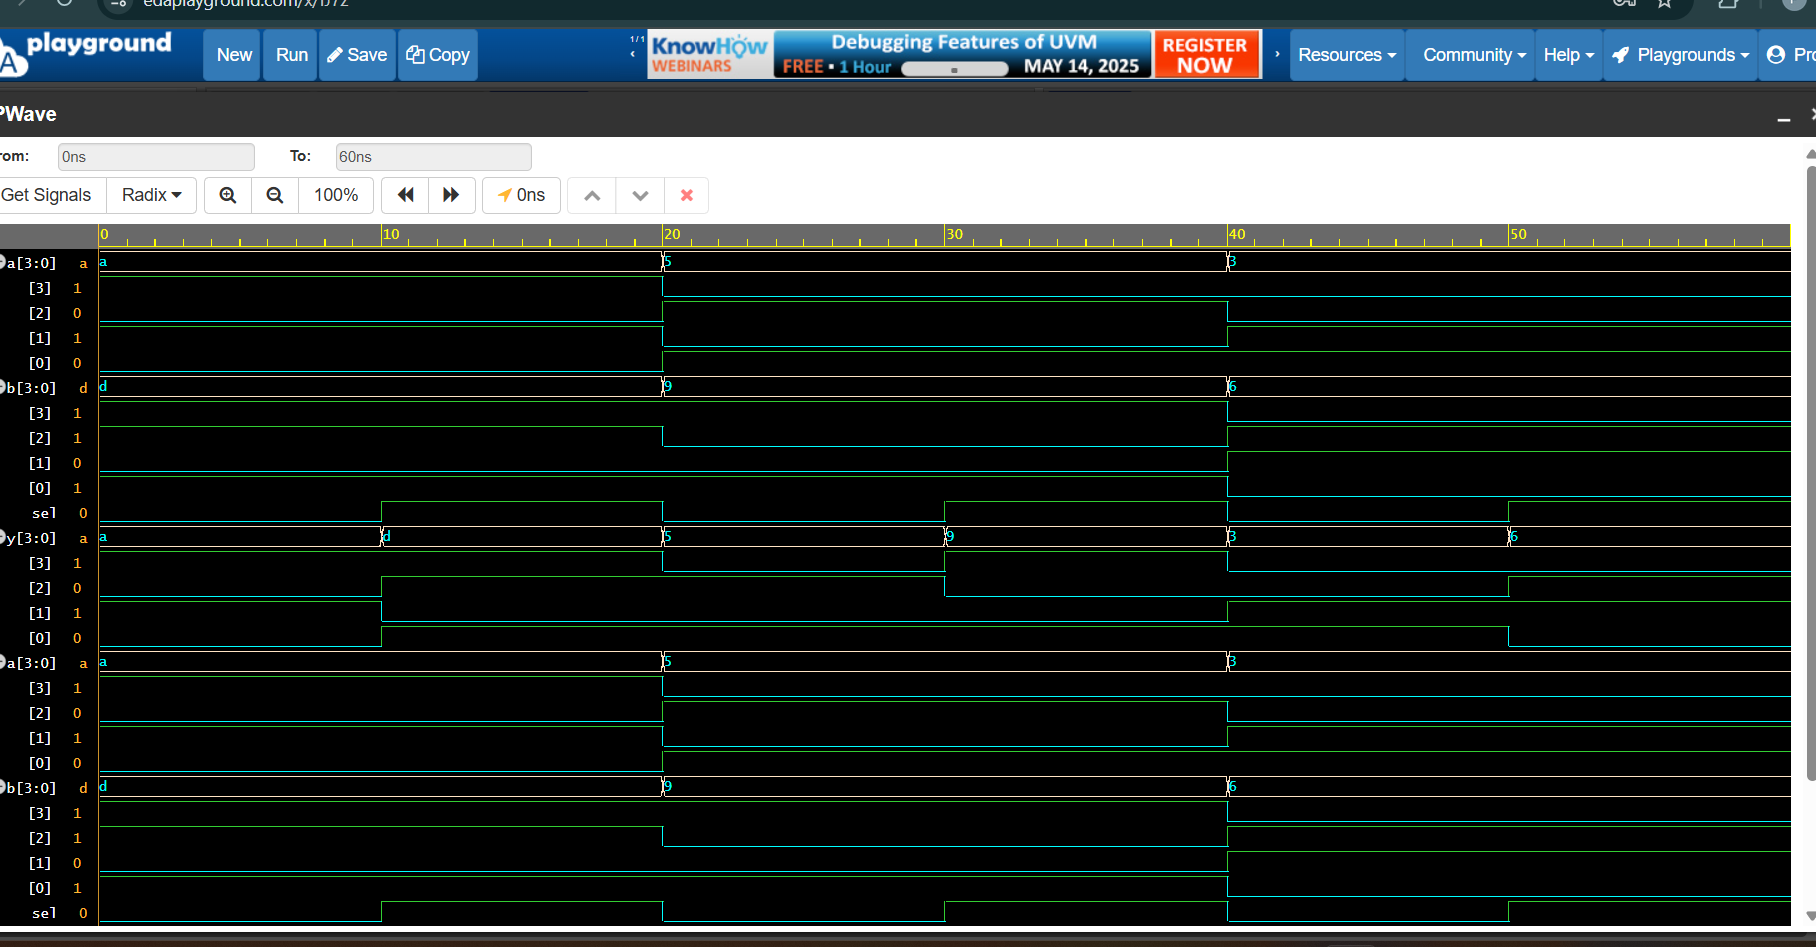 edaplayground.com/x/
playground New Run Save Copy 1/1 KnowHow WEBINARS Debugging Features of UVM FREE • 1 Hour MAY 14, 2025 REGISTER NOW Resources Community Help Playgrounds Pro
A
PWave
rom: 0ns To: 60ns
Get Signals Radix 100% 0ns
0 10 20 30 40 50
a[3:0] a a 5 3
[3] 1
[2] 0
[1] 1
[0] 0
b[3:0] d d 9 6
[3] 1
[2] 1
[1] 0
[0] 1
sel 0
y[3:0] a a d 5 9 3 6
[3] 1
[2] 0
[1] 1
[0] 0
a[3:0] a a 5 3
[3] 1
[2] 0
[1] 1
[0] 0
b[3:0] d d 9 6
[3] 1
[2] 1
[1] 0
[0] 1
sel 0